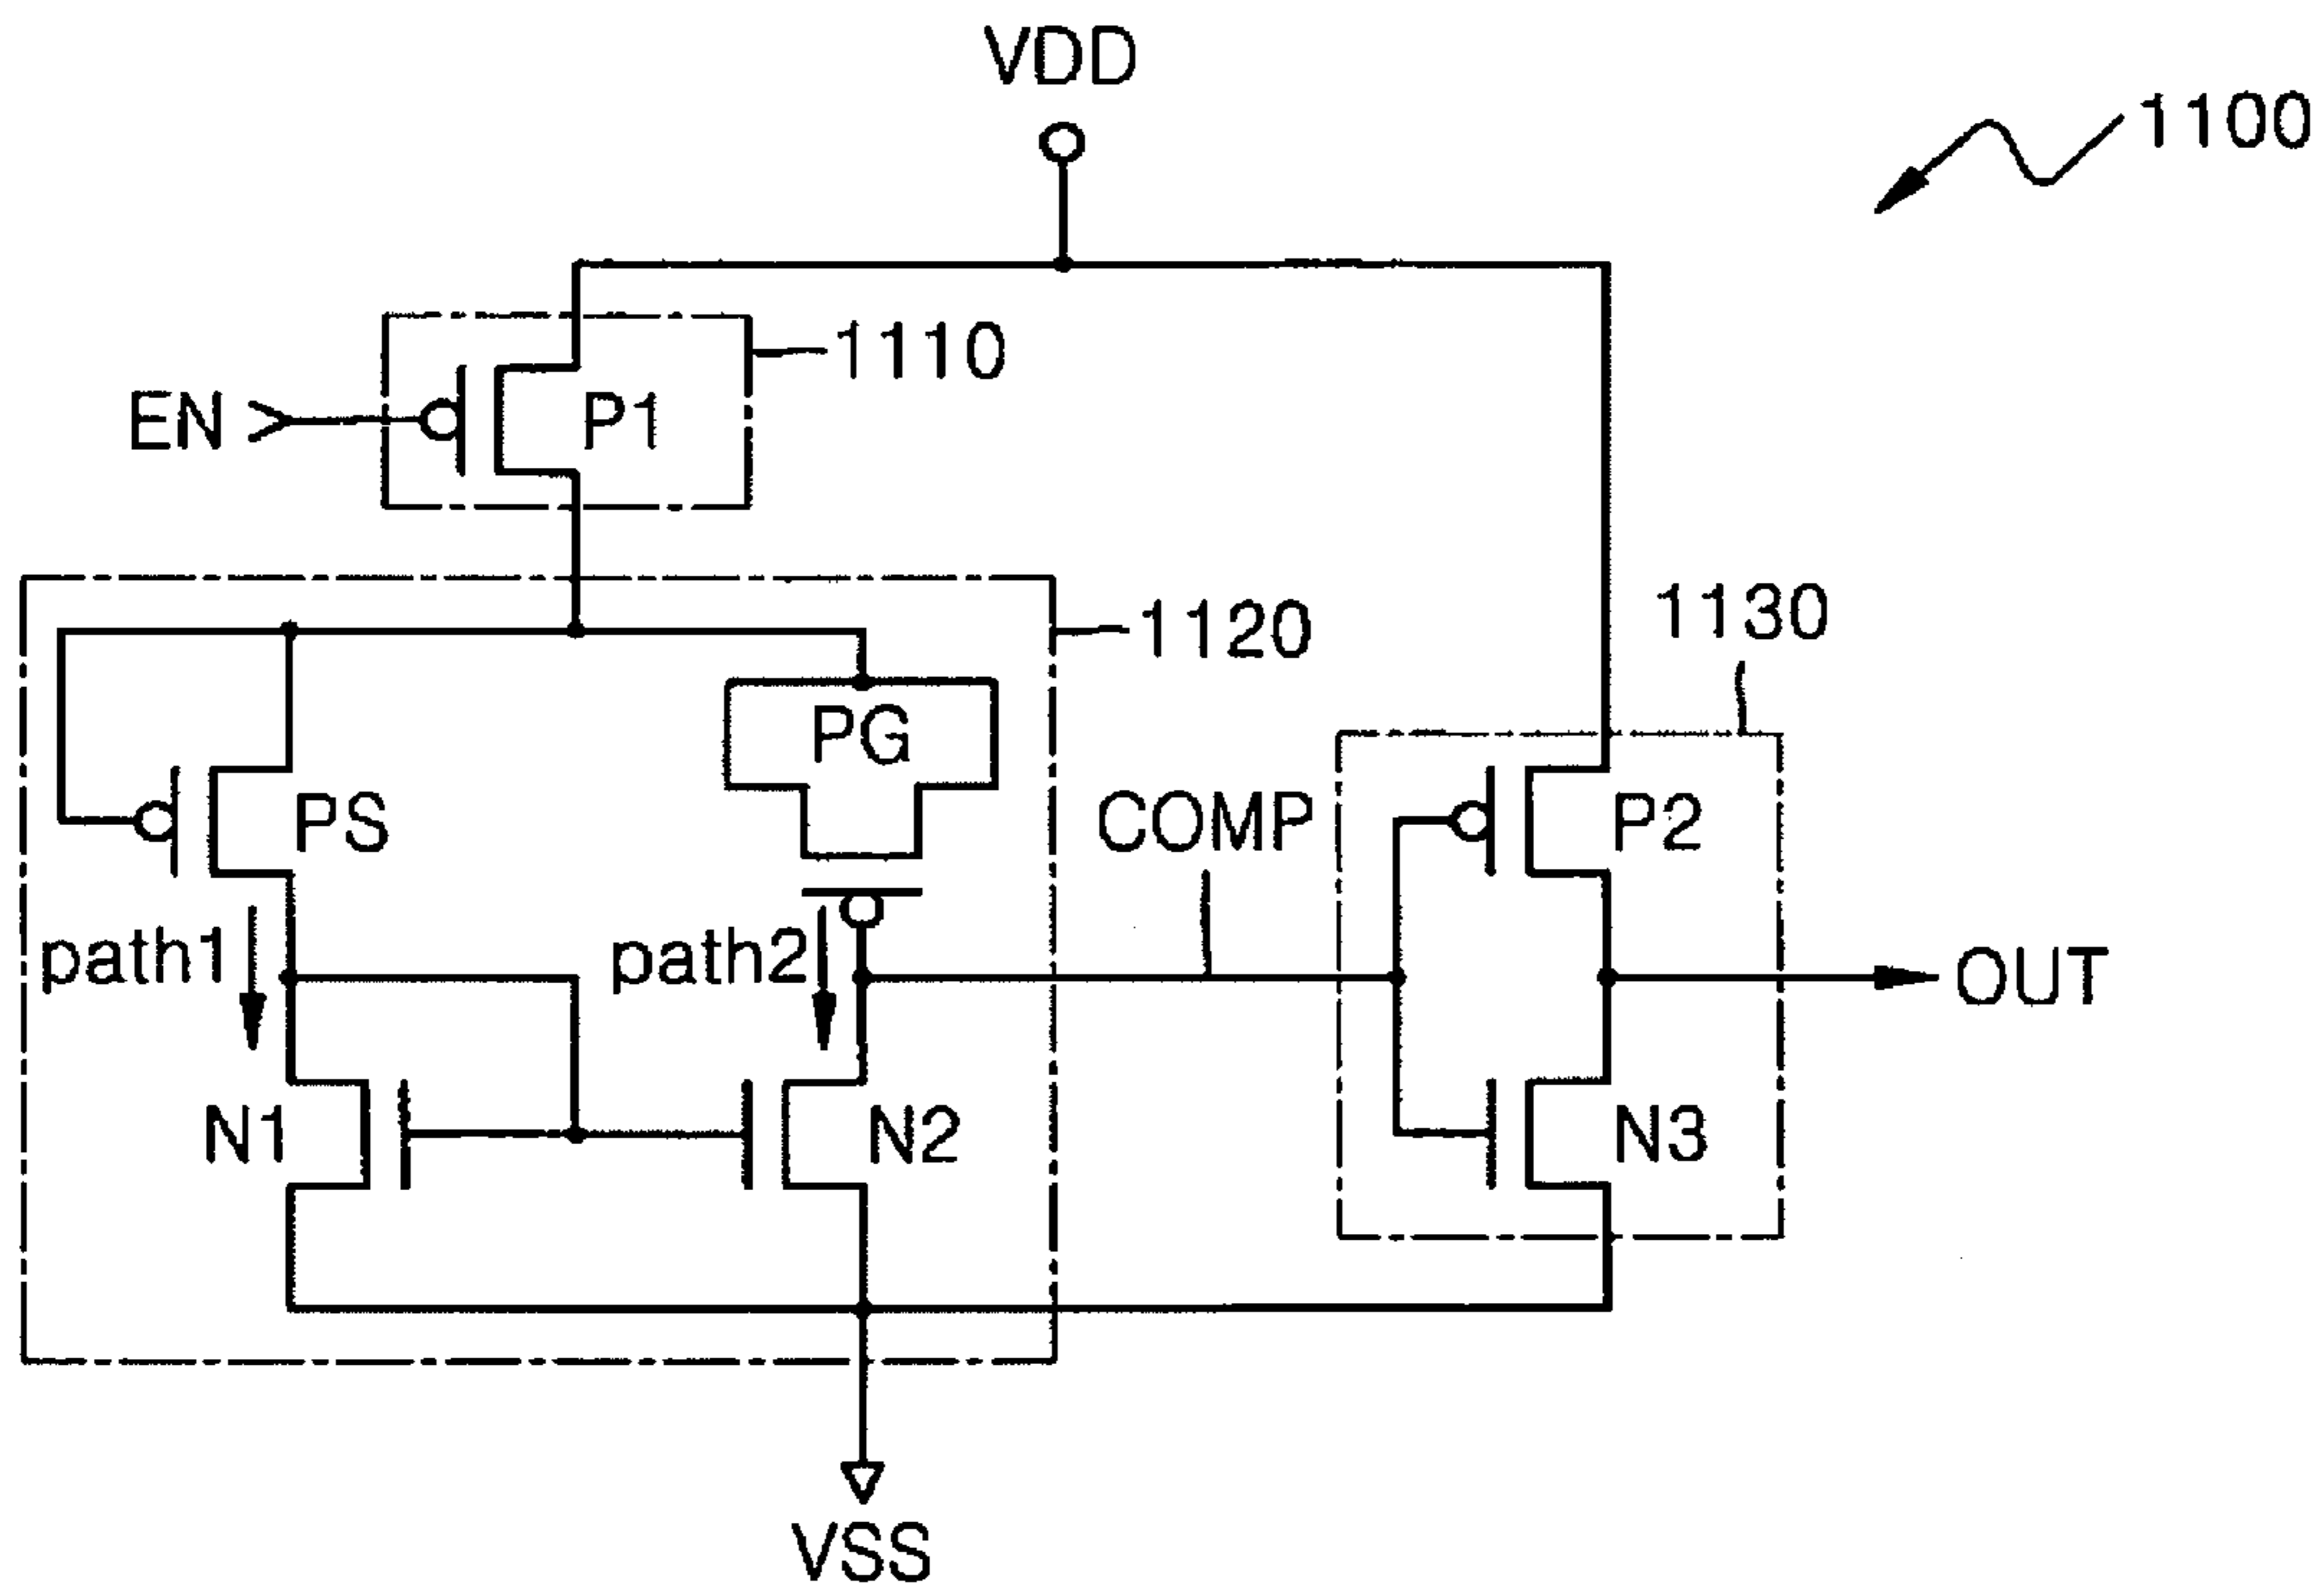 VDD
1100
1110
EN
P1
1120
1130
PG
PS
COMP
P2
path1
path2
OUT
N1
N2
N3
VSS